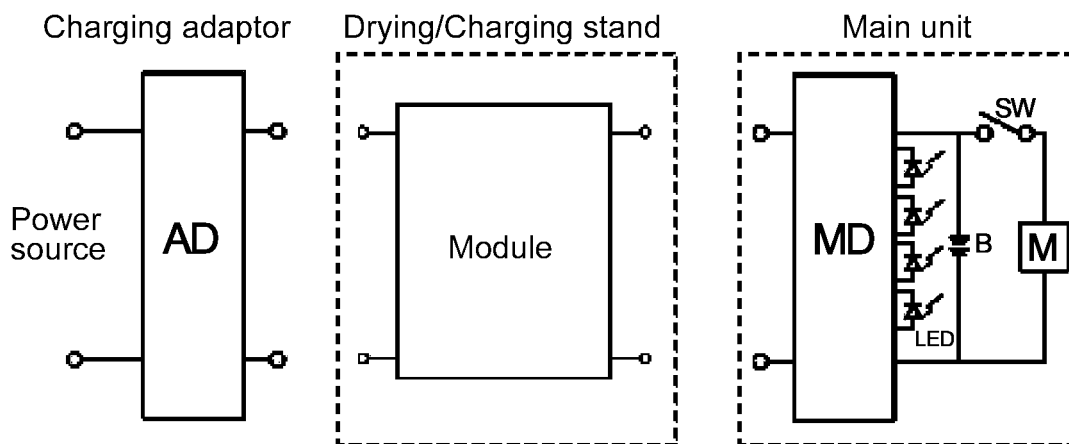 Charging adaptor
Drying/Charging stand
Main unit
Power
source
AD
Module
MD
SW
B
M
LED